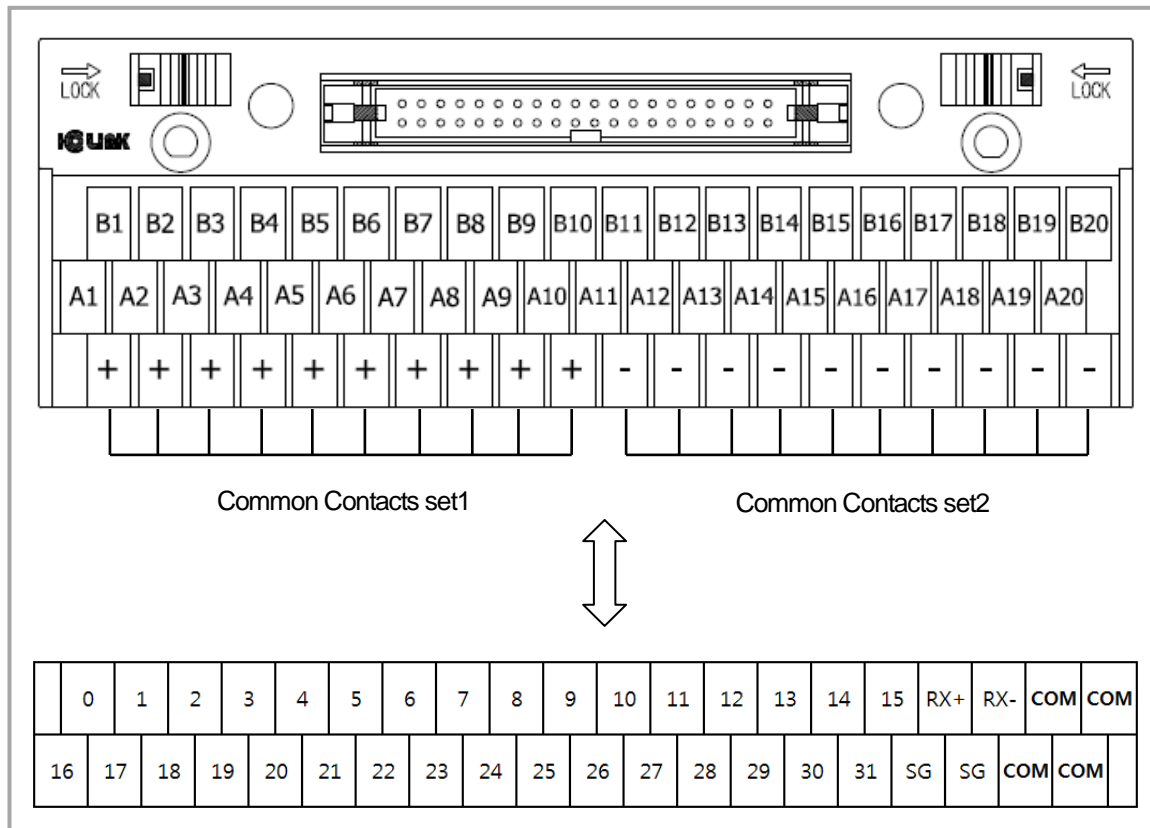 LOCK LOCK
IO LINK
B1 B2 B3 B4 B5 B6 B7 B8 B9 B10 B11 B12 B13 B14 B15 B16 B17 B18 B19 B20
A1 A2 A3 A4 A5 A6 A7 A8 A9 A10 A11 A12 A13 A14 A15 A16 A17 A18 A19 A20
+ + + + + + + + + + - - - - - - - - - -
Common Contacts set1 Common Contacts set2
0 1 2 3 4 5 6 7 8 9 10 11 12 13 14 15 RX+ RX- COM COM
16 17 18 19 20 21 22 23 24 25 26 27 28 29 30 31 SG SG COM COM